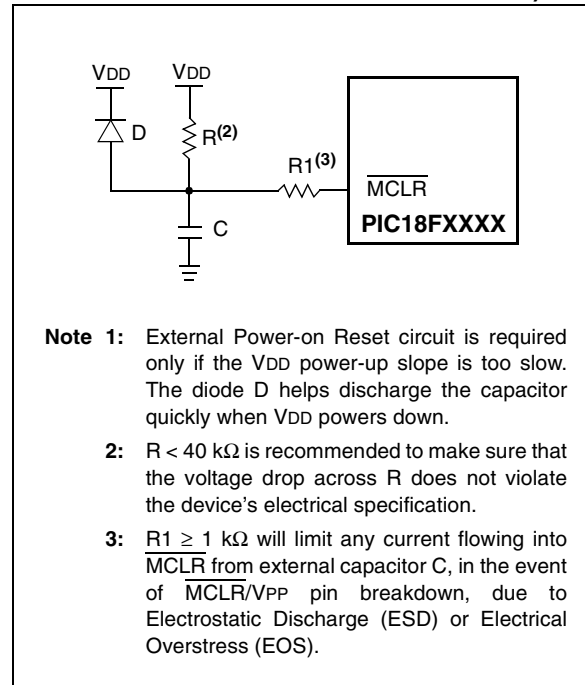 VDD VDD
D R(2)
R1(3)
MCLR
C PIC18FXXXX
Note 1: External Power-on Reset circuit is required
only if the VDD power-up slope is too slow.
The diode D helps discharge the capacitor
quickly when VDD powers down.
2: R < 40 kΩ is recommended to make sure that
the voltage drop across R does not violate
the device's electrical specification.
3: R1 ≥ 1 kΩ will limit any current flowing into
MCLR from external capacitor C, in the event
of MCLR/VPP pin breakdown, due to
Electrostatic Discharge (ESD) or Electrical
Overstress (EOS).